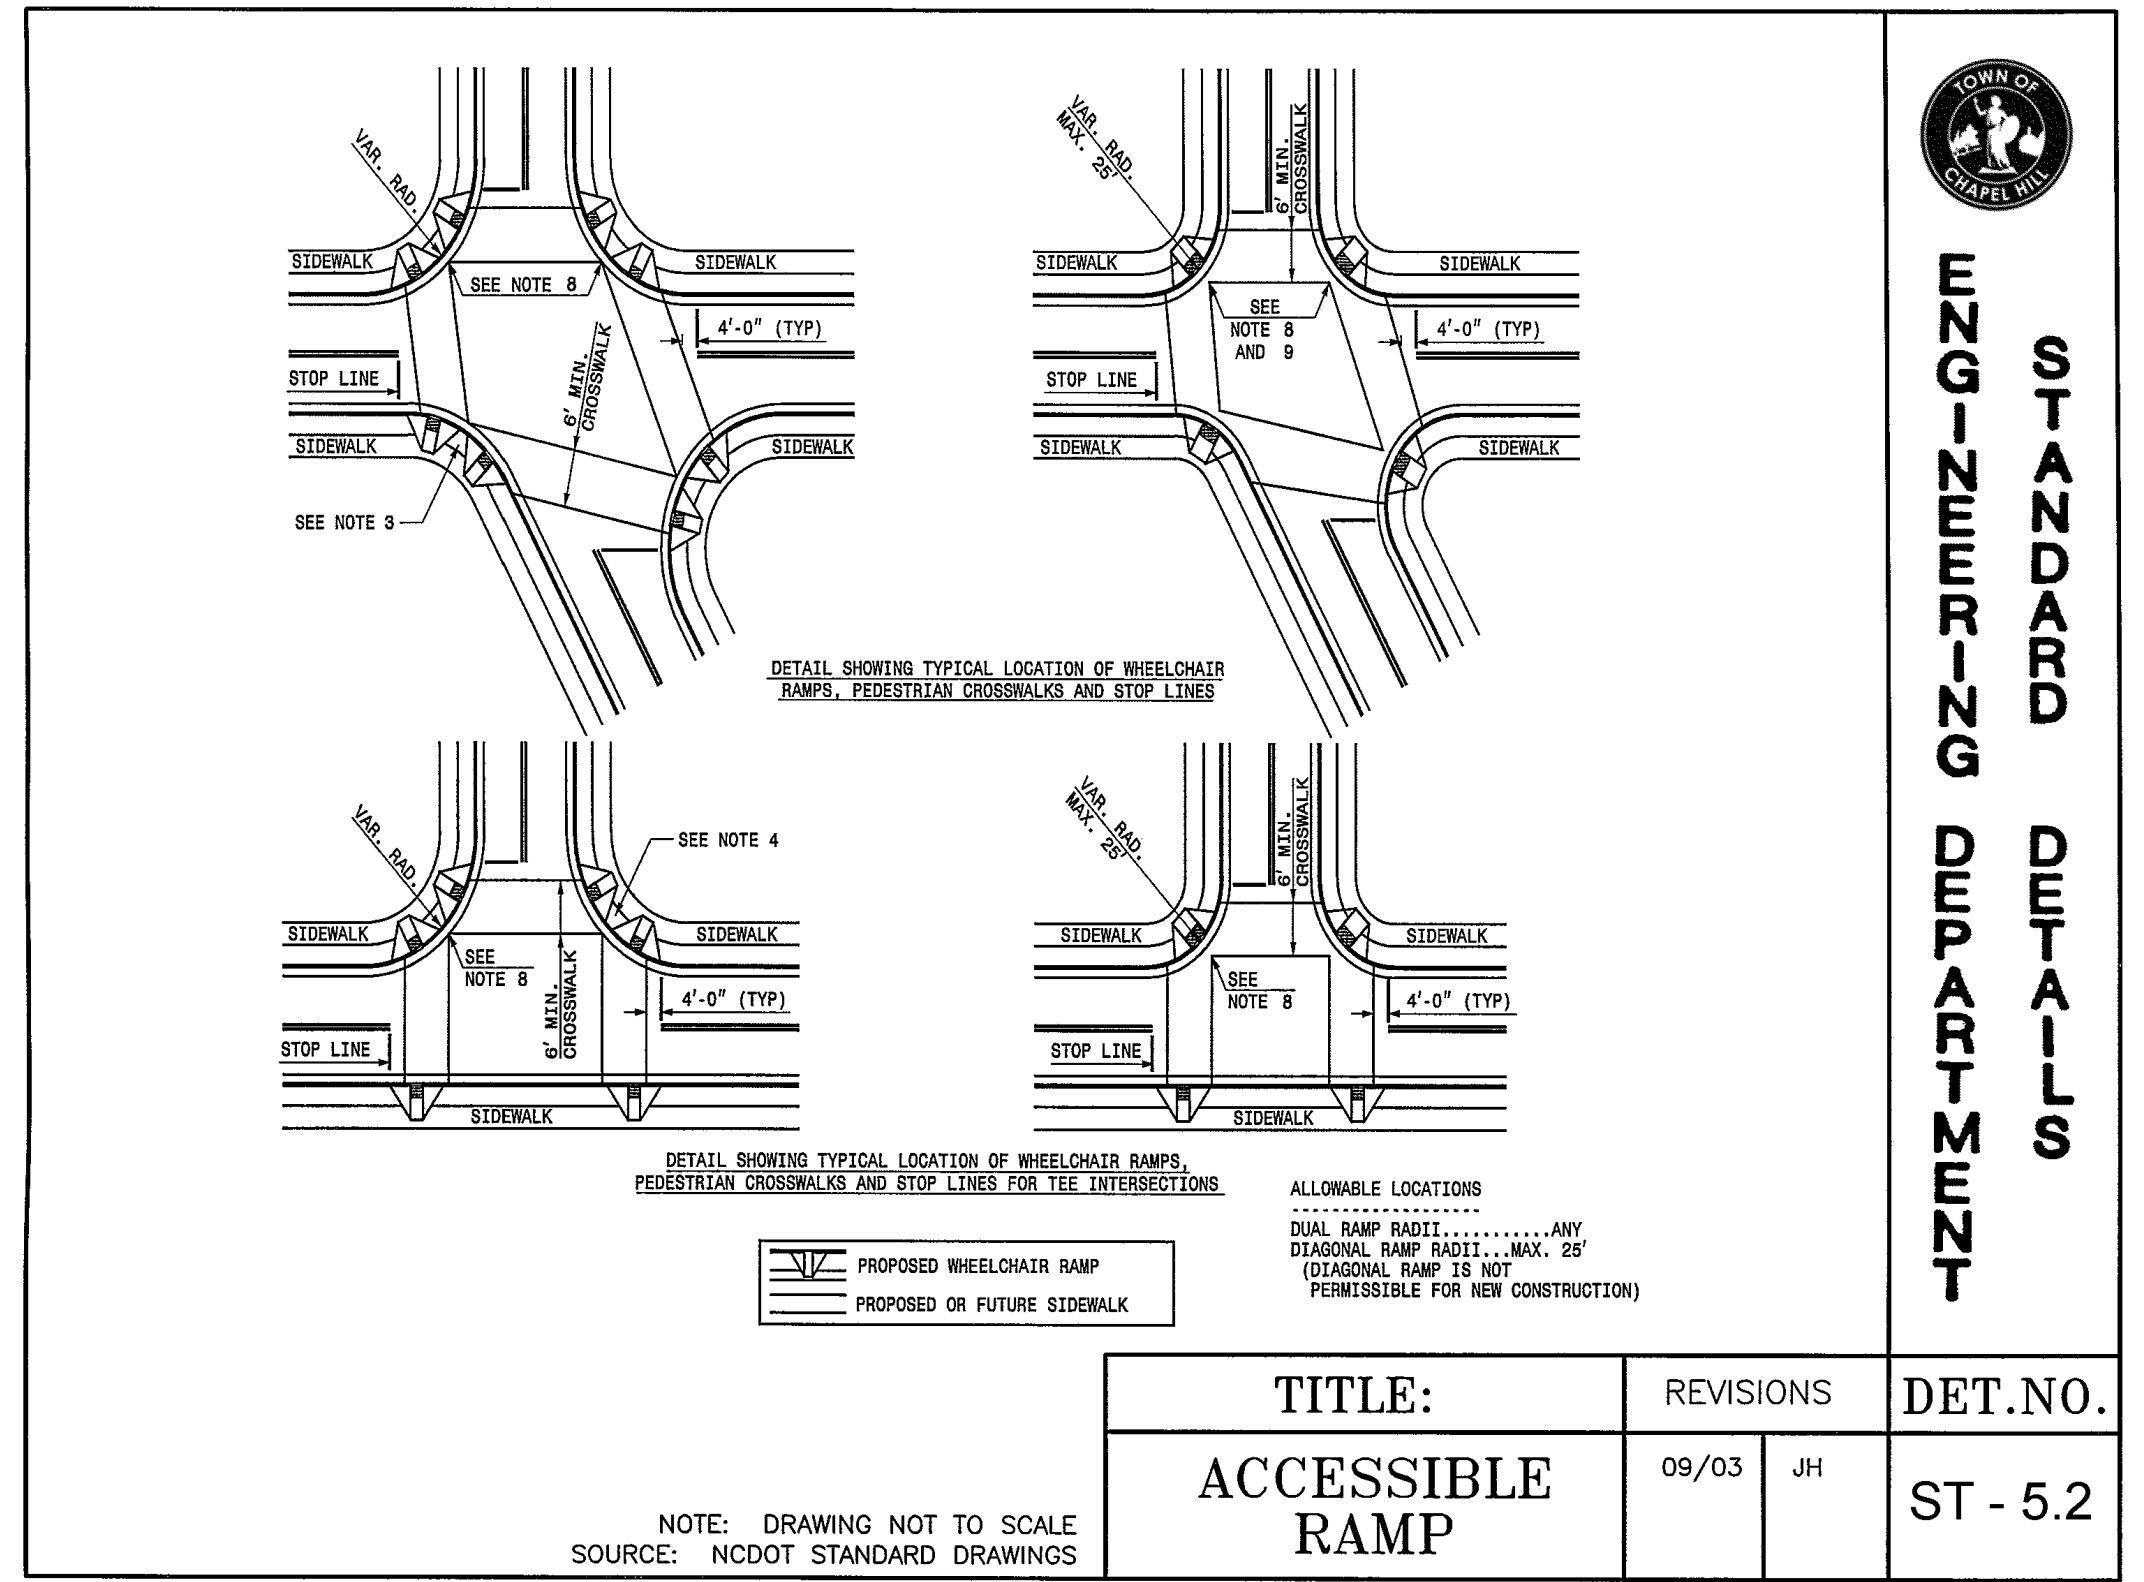 VAR. RAD.
SIDEWALK
SIDEWALK
SEE NOTE 8
4'-0" (TYP)
6' MIN.
CROSSWALK
STOP LINE
SIDEWALK
SIDEWALK
SEE NOTE 3
VAR. RAD.
MAX. 25'
6' MIN.
CROSSWALK
SIDEWALK
SIDEWALK
SEE
NOTE 8
AND 9
4'-0" (TYP)
STOP LINE
SIDEWALK
SIDEWALK
DETAIL SHOWING TYPICAL LOCATION OF WHEELCHAIR
RAMPS, PEDESTRIAN CROSSWALKS AND STOP LINES
VAR. RAD.
SEE NOTE 4
SIDEWALK
SIDEWALK
SEE
NOTE 8
6' MIN.
CROSSWALK
4'-0" (TYP)
STOP LINE
SIDEWALK
VAR. RAD.
MAX. 25'
6' MIN.
CROSSWALK
SIDEWALK
SIDEWALK
SEE
NOTE 8
4'-0" (TYP)
STOP LINE
SIDEWALK
DETAIL SHOWING TYPICAL LOCATION OF WHEELCHAIR RAMPS,
PEDESTRIAN CROSSWALKS AND STOP LINES FOR TEE INTERSECTIONS
ALLOWABLE LOCATIONS
-------------------
DUAL RAMP RADII...........ANY
DIAGONAL RAMP RADII...MAX. 25'
(DIAGONAL RAMP IS NOT
PERMISSIBLE FOR NEW CONSTRUCTION)
PROPOSED WHEELCHAIR RAMP
PROPOSED OR FUTURE SIDEWALK
NOTE: DRAWING NOT TO SCALE
SOURCE: NCDOT STANDARD DRAWINGS
TITLE:
ACCESSIBLE
RAMP
REVISIONS
09/03 JH
DET.NO.
ST - 5.2
TOWN OF
CHAPEL HILL
ENGINEERING DEPARTMENT
STANDARD DETAILS